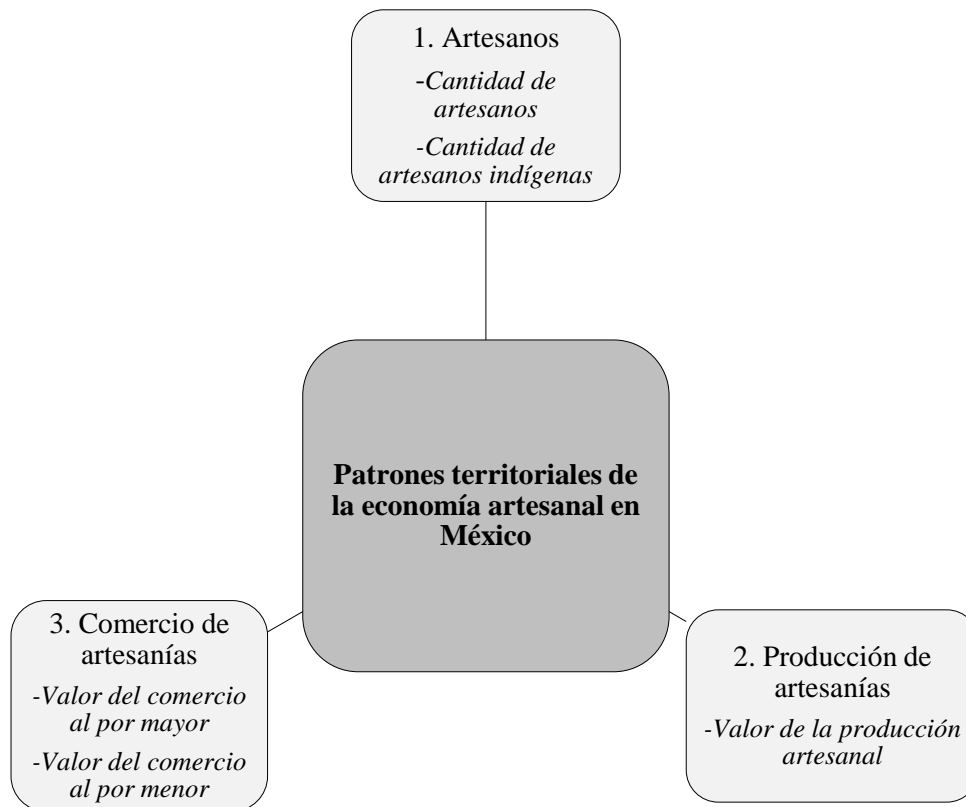 1. Artesanos
-Cantidad de
artesanos
-Cantidad de
artesanos indígenas
Patrones territoriales de
la economía artesanal en
México
3. Comercio de
artesanías
-Valor del comercio
al por mayor
-Valor del comercio
al por menor
2. Producción de
artesanías
-Valor de la producción
artesanal